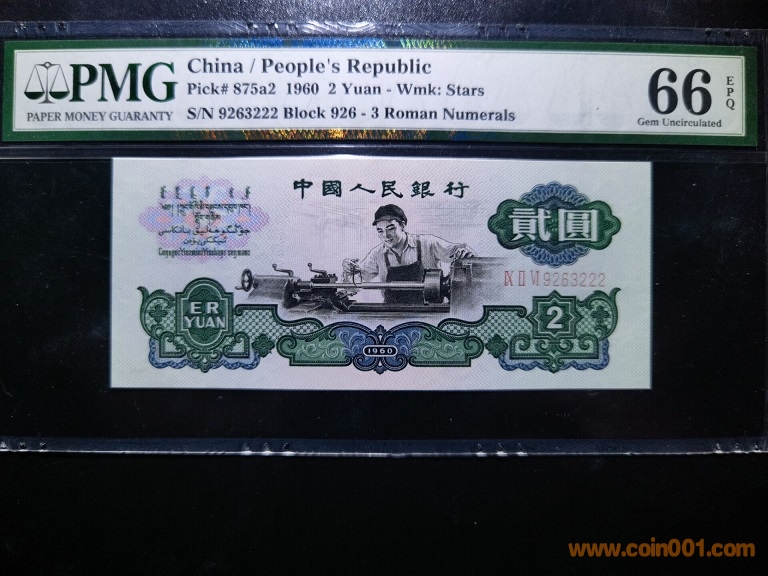 PMG
PAPER MONEY GUARANTY
China / People's Republic
Pick# 875a2 1960 2 Yuan - Wmk: Stars
S/N 9263222 Block 926 - 3 Roman Numerals
66 EPQ
Gem Uncirculated
中國人民銀行
貳圓
IX II VI 9263222
ER
YUAN
1960
2
www.coin001.com